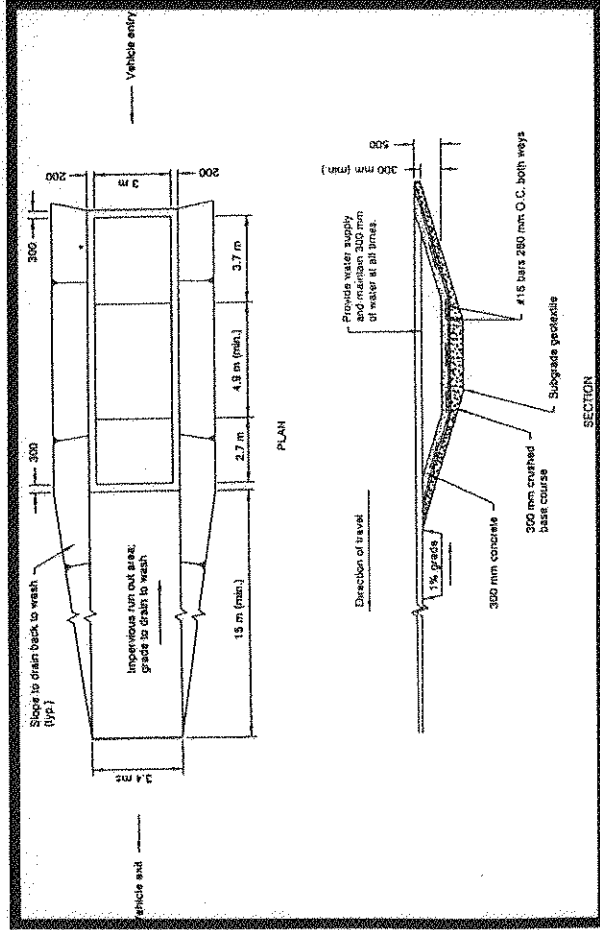 Vehicle exit
Vehicle entry
Slope to drain back to wash
(typ.)
300
300
200
3 m
200
Impervious run out area;
grade to drain to wash
15 m (min.)
2.7 m
4.9 m (min.)
3.7 m
PLAN
Direction of travel
1% grade
Provide water supply
and maintain 300 mm
of water at all times.
300 mm (min.)
500
300 mm concrete
300 mm crushed
base course
Subgrade geotextile
#15 bars 280 mm O.C. both ways
SECTION